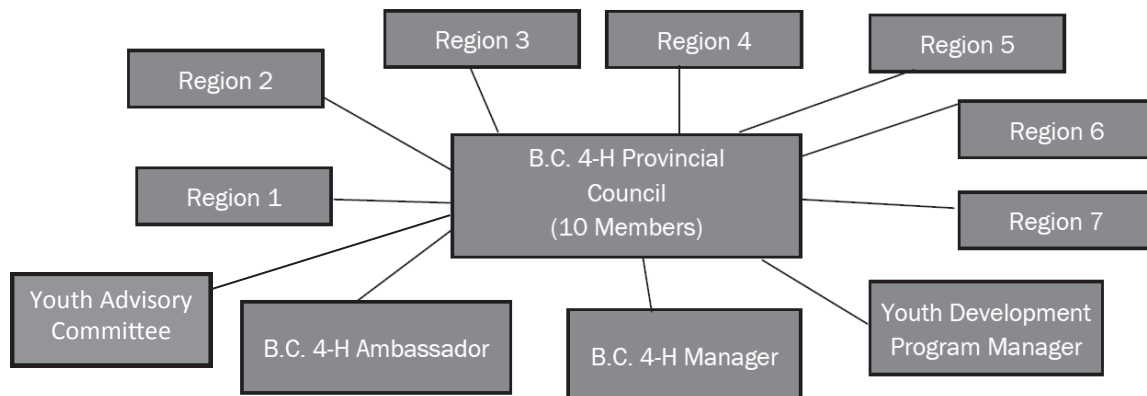 Region 3
Region 4
Region 5
Region 2
Region 6
B.C. 4-H Provincial
Council
(10 Members)
Region 1
Region 7
Youth Advisory
Committee
B.C. 4-H Ambassador
B.C. 4-H Manager
Youth Development
Program Manager